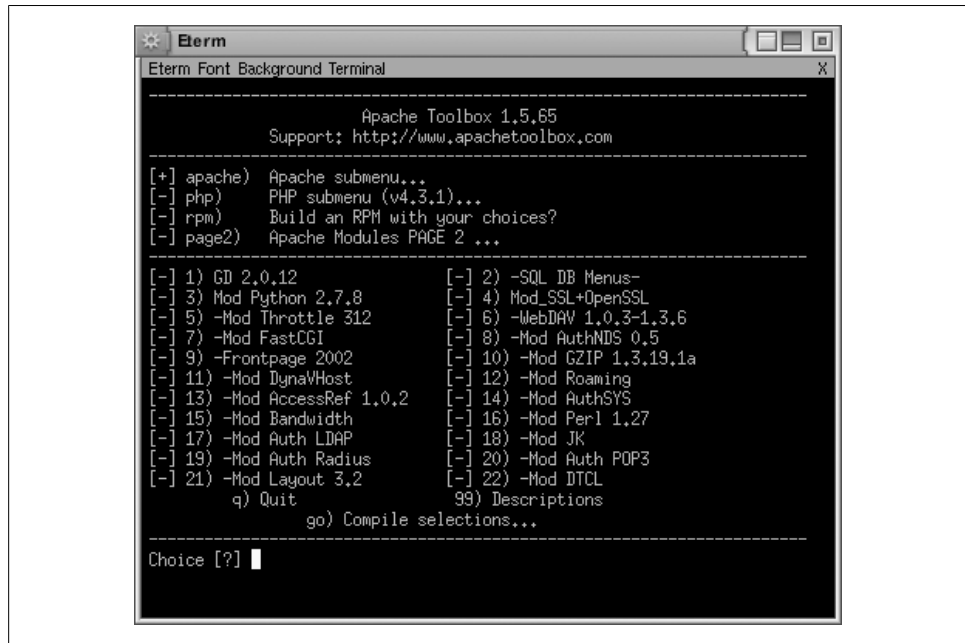 Eterm
Eterm Font Background Terminal X
Apache Toolbox 1.5.65
Support: http://www.apachetoolbox.com
[+] apache) Apache submenu...
[-] php) PHP submenu (v4.3.1)...
[-] rpm) Build an RPM with your choices?
[-] page2) Apache Modules PAGE 2 ...
[-] 1) GD 2.0.12 [-] 2) -SQL DB Menus-
[-] 3) Mod Python 2.7.8 [-] 4) Mod_SSL+OpenSSL
[-] 5) -Mod Throttle 312 [-] 6) -WebDAV 1.0.3-1.3.6
[-] 7) -Mod FastCGI [-] 8) -Mod AuthNDS 0.5
[-] 9) -Frontpage 2002 [-] 10) -Mod GZIP 1.3.19.1a
[-] 11) -Mod DynaVHost [-] 12) -Mod Roaming
[-] 13) -Mod AccessRef 1.0.2 [-] 14) -Mod AuthSYS
[-] 15) -Mod Bandwidth [-] 16) -Mod Perl 1.27
[-] 17) -Mod Auth LDAP [-] 18) -Mod JK
[-] 19) -Mod Auth Radius [-] 20) -Mod Auth POP3
[-] 21) -Mod Layout 3.2 [-] 22) -Mod DTCL
q) Quit 99) Descriptions
go) Compile selections...
Choice [?]